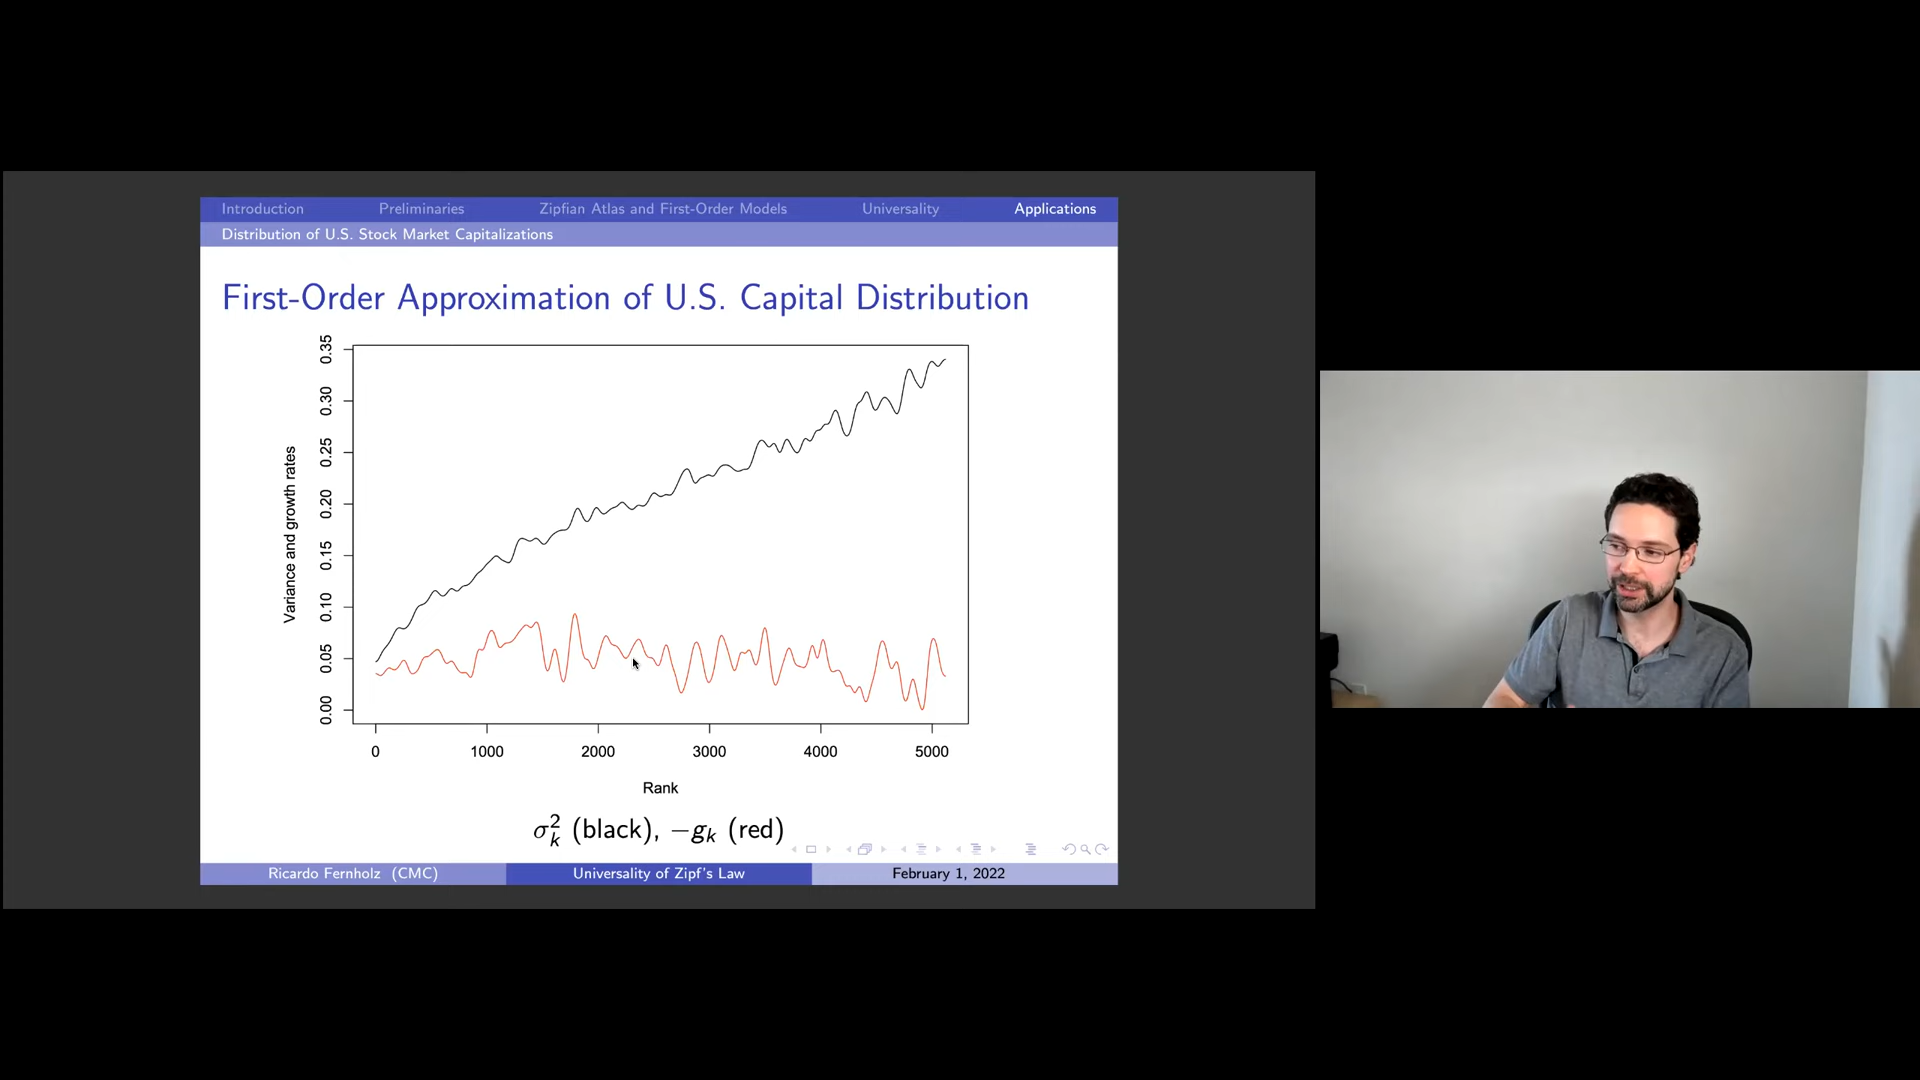 Introduction Preliminaries Zipfian Atlas and First-Order Models Universality Applications
Distribution of U.S. Stock Market Capitalizations
First-Order Approximation of U.S. Capital Distribution
0.35
0.30
0.25
0.20
0.15
0.10
0.05
0.00
Variance and growth rates
0 1000 2000 3000 4000 5000
Rank
σ²ₖ (black), −gₖ (red)
Ricardo Fernholz (CMC) Universality of Zipf's Law February 1, 2022